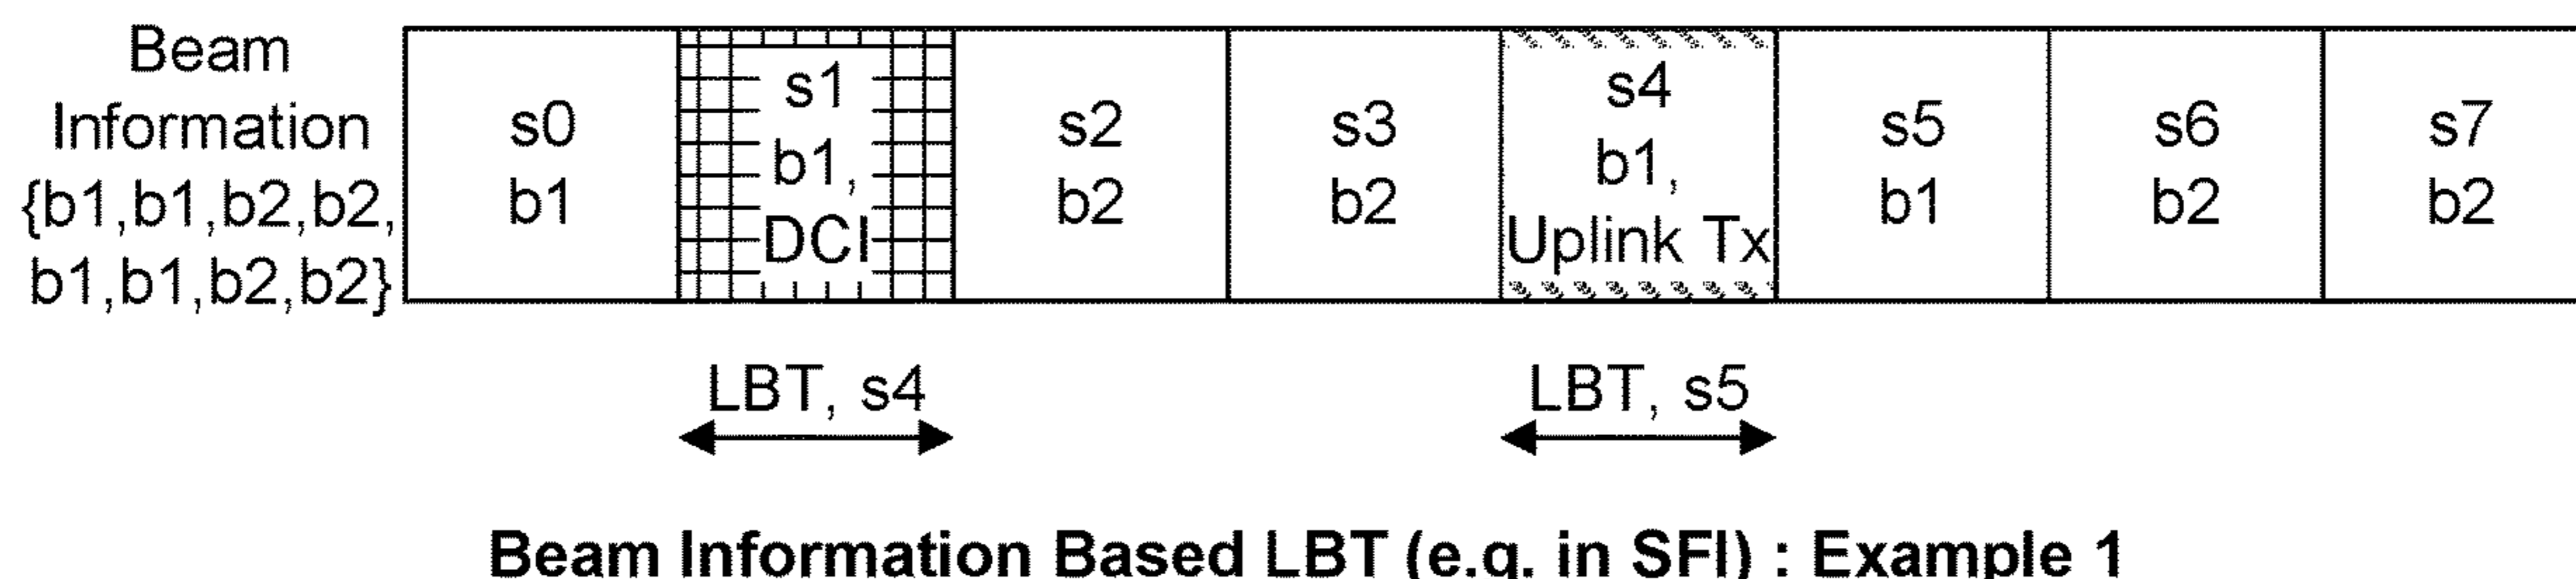 Beam
Information
{b1,b1,b2,b2,
b1,b1,b2,b2}
s0
b1
s1
b1,
DCI
s2
b2
s3
b2
s4
b1,
Uplink Tx
s5
b1
s6
b2
s7
b2
LBT, s4
LBT, s5
Beam Information Based LBT (e.g. in SFI) : Example 1